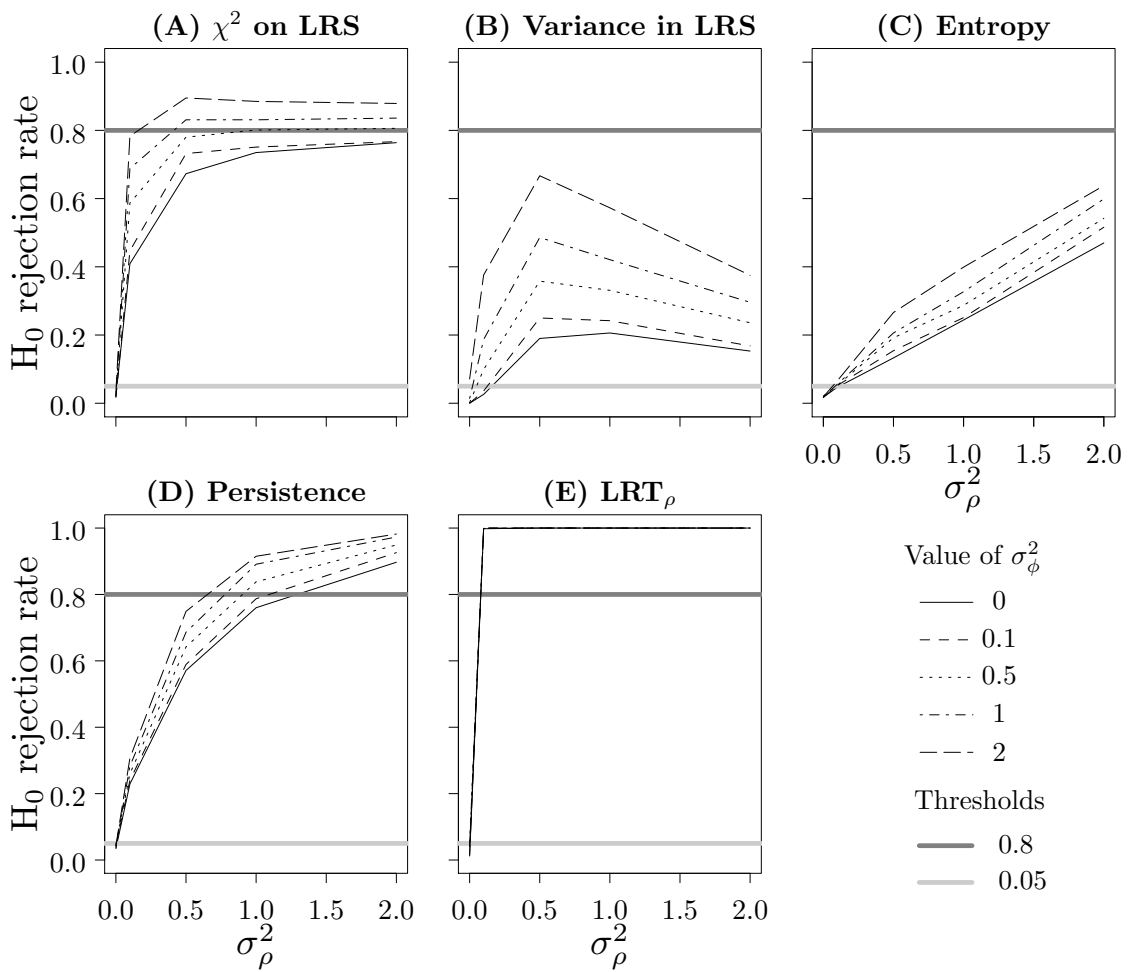 (A) χ² on LRS
(B) Variance in LRS
(C) Entropy
H₀ rejection rate
1.0
0.8
0.6
0.4
0.2
0.0
0.0 0.5 1.0 1.5 2.0
σ²ρ
(D) Persistence
(E) LRTρ
H₀ rejection rate
1.0
0.8
0.6
0.4
0.2
0.0
0.0 0.5 1.0 1.5 2.0
σ²ρ
0.0 0.5 1.0 1.5 2.0
σ²ρ
Value of σ²ϕ
0
0.1
0.5
1
2
Thresholds
0.8
0.05